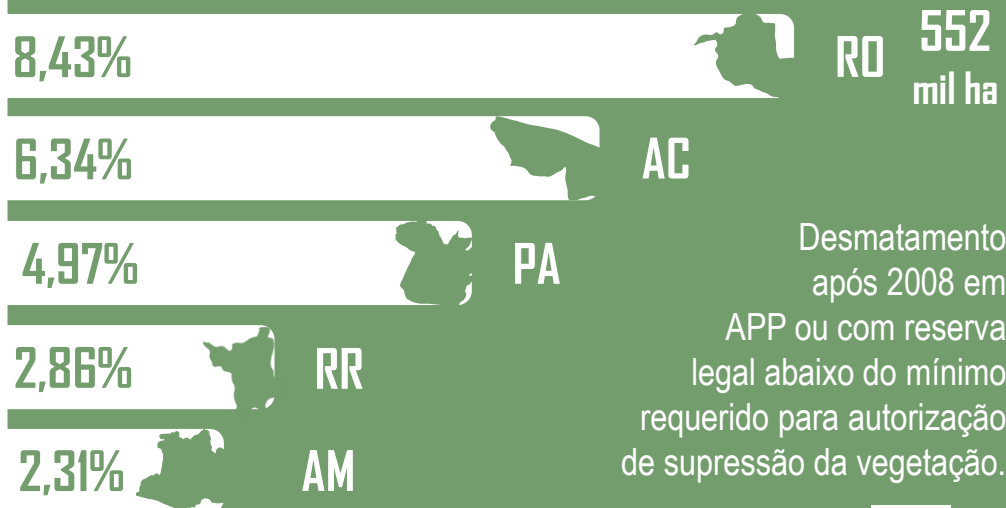 8,43%
RO
552
mil ha
6,34%
AC
4,97%
PA
2,86%
RR
2,31%
AM
Desmatamento
após 2008 em
APP ou com reserva
legal abaixo do mínimo
requerido para autorização
de supressão da vegetação.